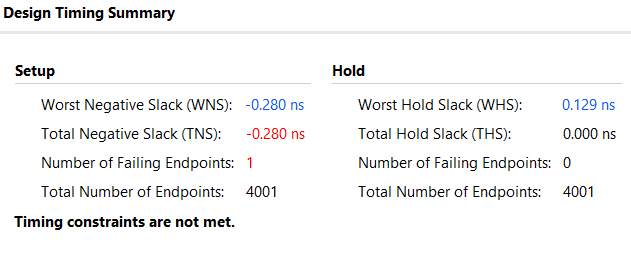 Design Timing Summary
Setup Hold
Worst Negative Slack (WNS): -0.280 ns Worst Hold Slack (WHS): 0.129 ns
Total Negative Slack (TNS): -0.280 ns Total Hold Slack (THS): 0.000 ns
Number of Failing Endpoints: 1 Number of Failing Endpoints: 0
Total Number of Endpoints: 4001 Total Number of Endpoints: 4001
Timing constraints are not met.